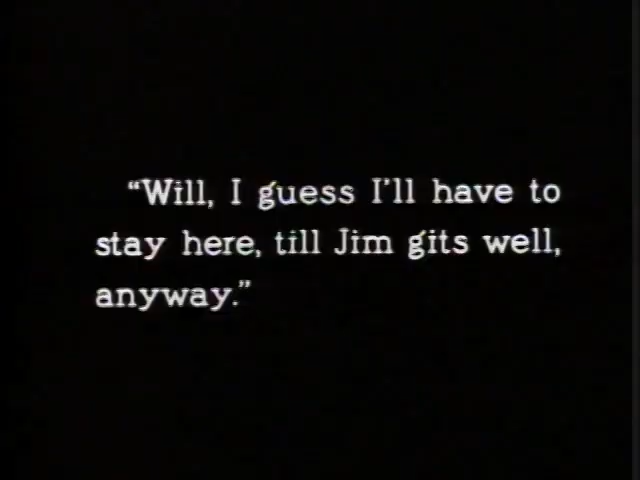 “Will, I guess I'll have to
stay here, till Jim gits well,
anyway.”